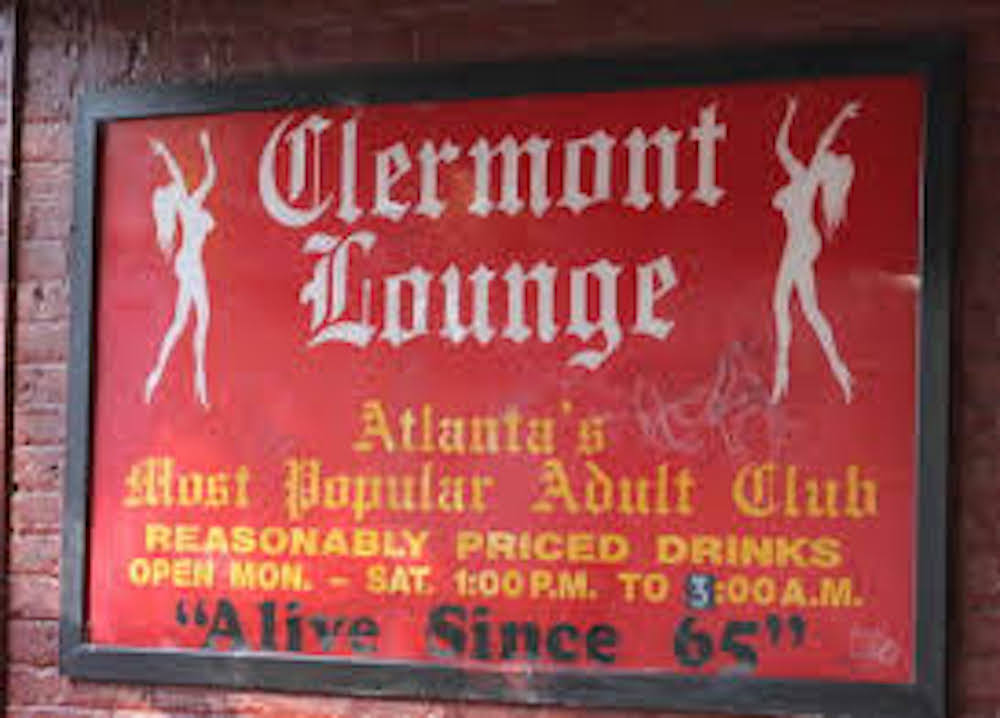 Clermont
Lounge
Atlanta's
Most Popular Adult Club
REASONABLY PRICED DRINKS
OPEN MON. - SAT. 1:00 P.M. TO 3:00 A.M.
"Alive Since 65"